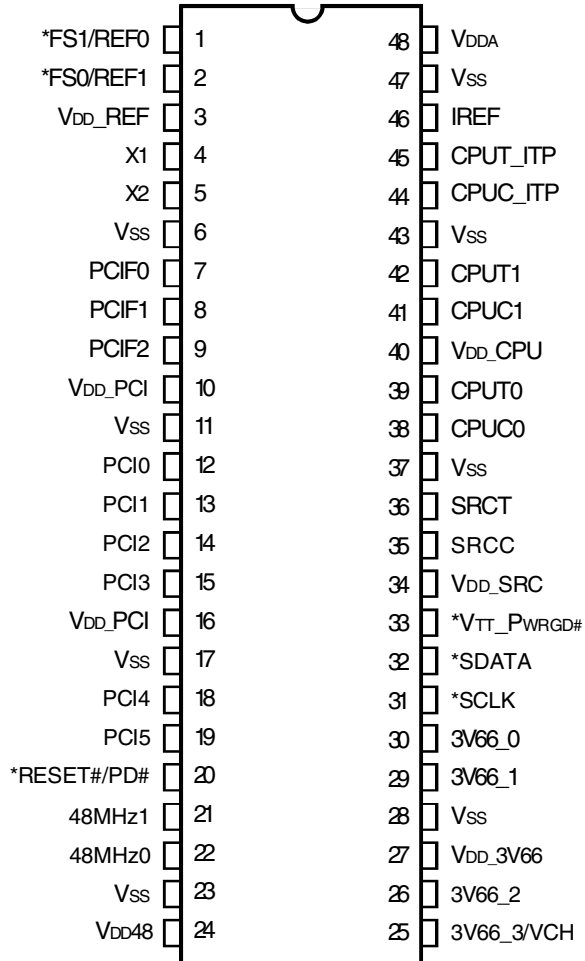 *FS1/REF0 1 48 VDDA
*FS0/REF1 2 47 VSS
VDD_REF 3 46 IREF
X1 4 45 CPUT_ITP
X2 5 44 CPUC_ITP
VSS 6 43 VSS
PCIF0 7 42 CPUT1
PCIF1 8 41 CPUC1
PCIF2 9 40 VDD_CPU
VDD_PCI 10 39 CPUT0
VSS 11 38 CPUC0
PCI0 12 37 VSS
PCI1 13 36 SRCT
PCI2 14 35 SRCC
PCI3 15 34 VDD_SRC
VDD_PCI 16 33 *VTT_PWRGD#
VSS 17 32 *SDATA
PCI4 18 31 *SCLK
PCI5 19 30 3V66_0
*RESET#/PD# 20 29 3V66_1
48MHz1 21 28 VSS
48MHz0 22 27 VDD_3V66
VSS 23 26 3V66_2
VDD48 24 25 3V66_3/VCH